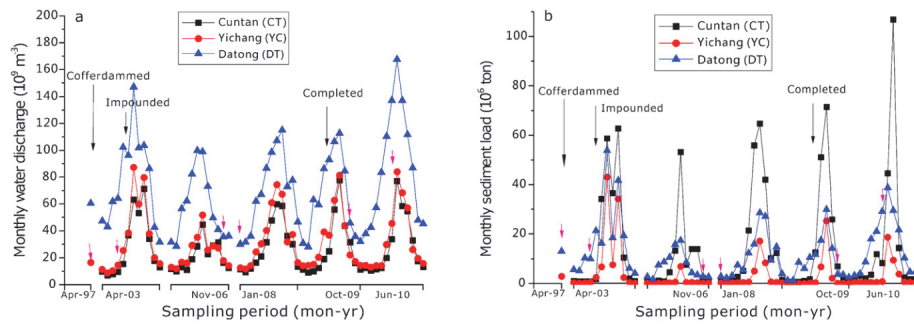 a
Cuntan (CT)
Yichang (YC)
Datong (DT)
Cofferdammed
Impounded
Completed
Monthly water discharge (10⁹ m⁻³)
200
180
160
140
120
100
80
60
40
20
0
Apr-97
Apr-03
Nov-06
Jan-08
Oct-09
Jun-10
Sampling period (mon-yr)
b
Cuntan (CT)
Yichang (YC)
Datong (DT)
Cofferdammed
Impounded
Completed
Monthly sediment load (10⁶ ton)
100
80
60
40
20
0
Apr-97
Apr-03
Nov-06
Jan-08
Oct-09
Jun-10
Sampling period (mon-yr)